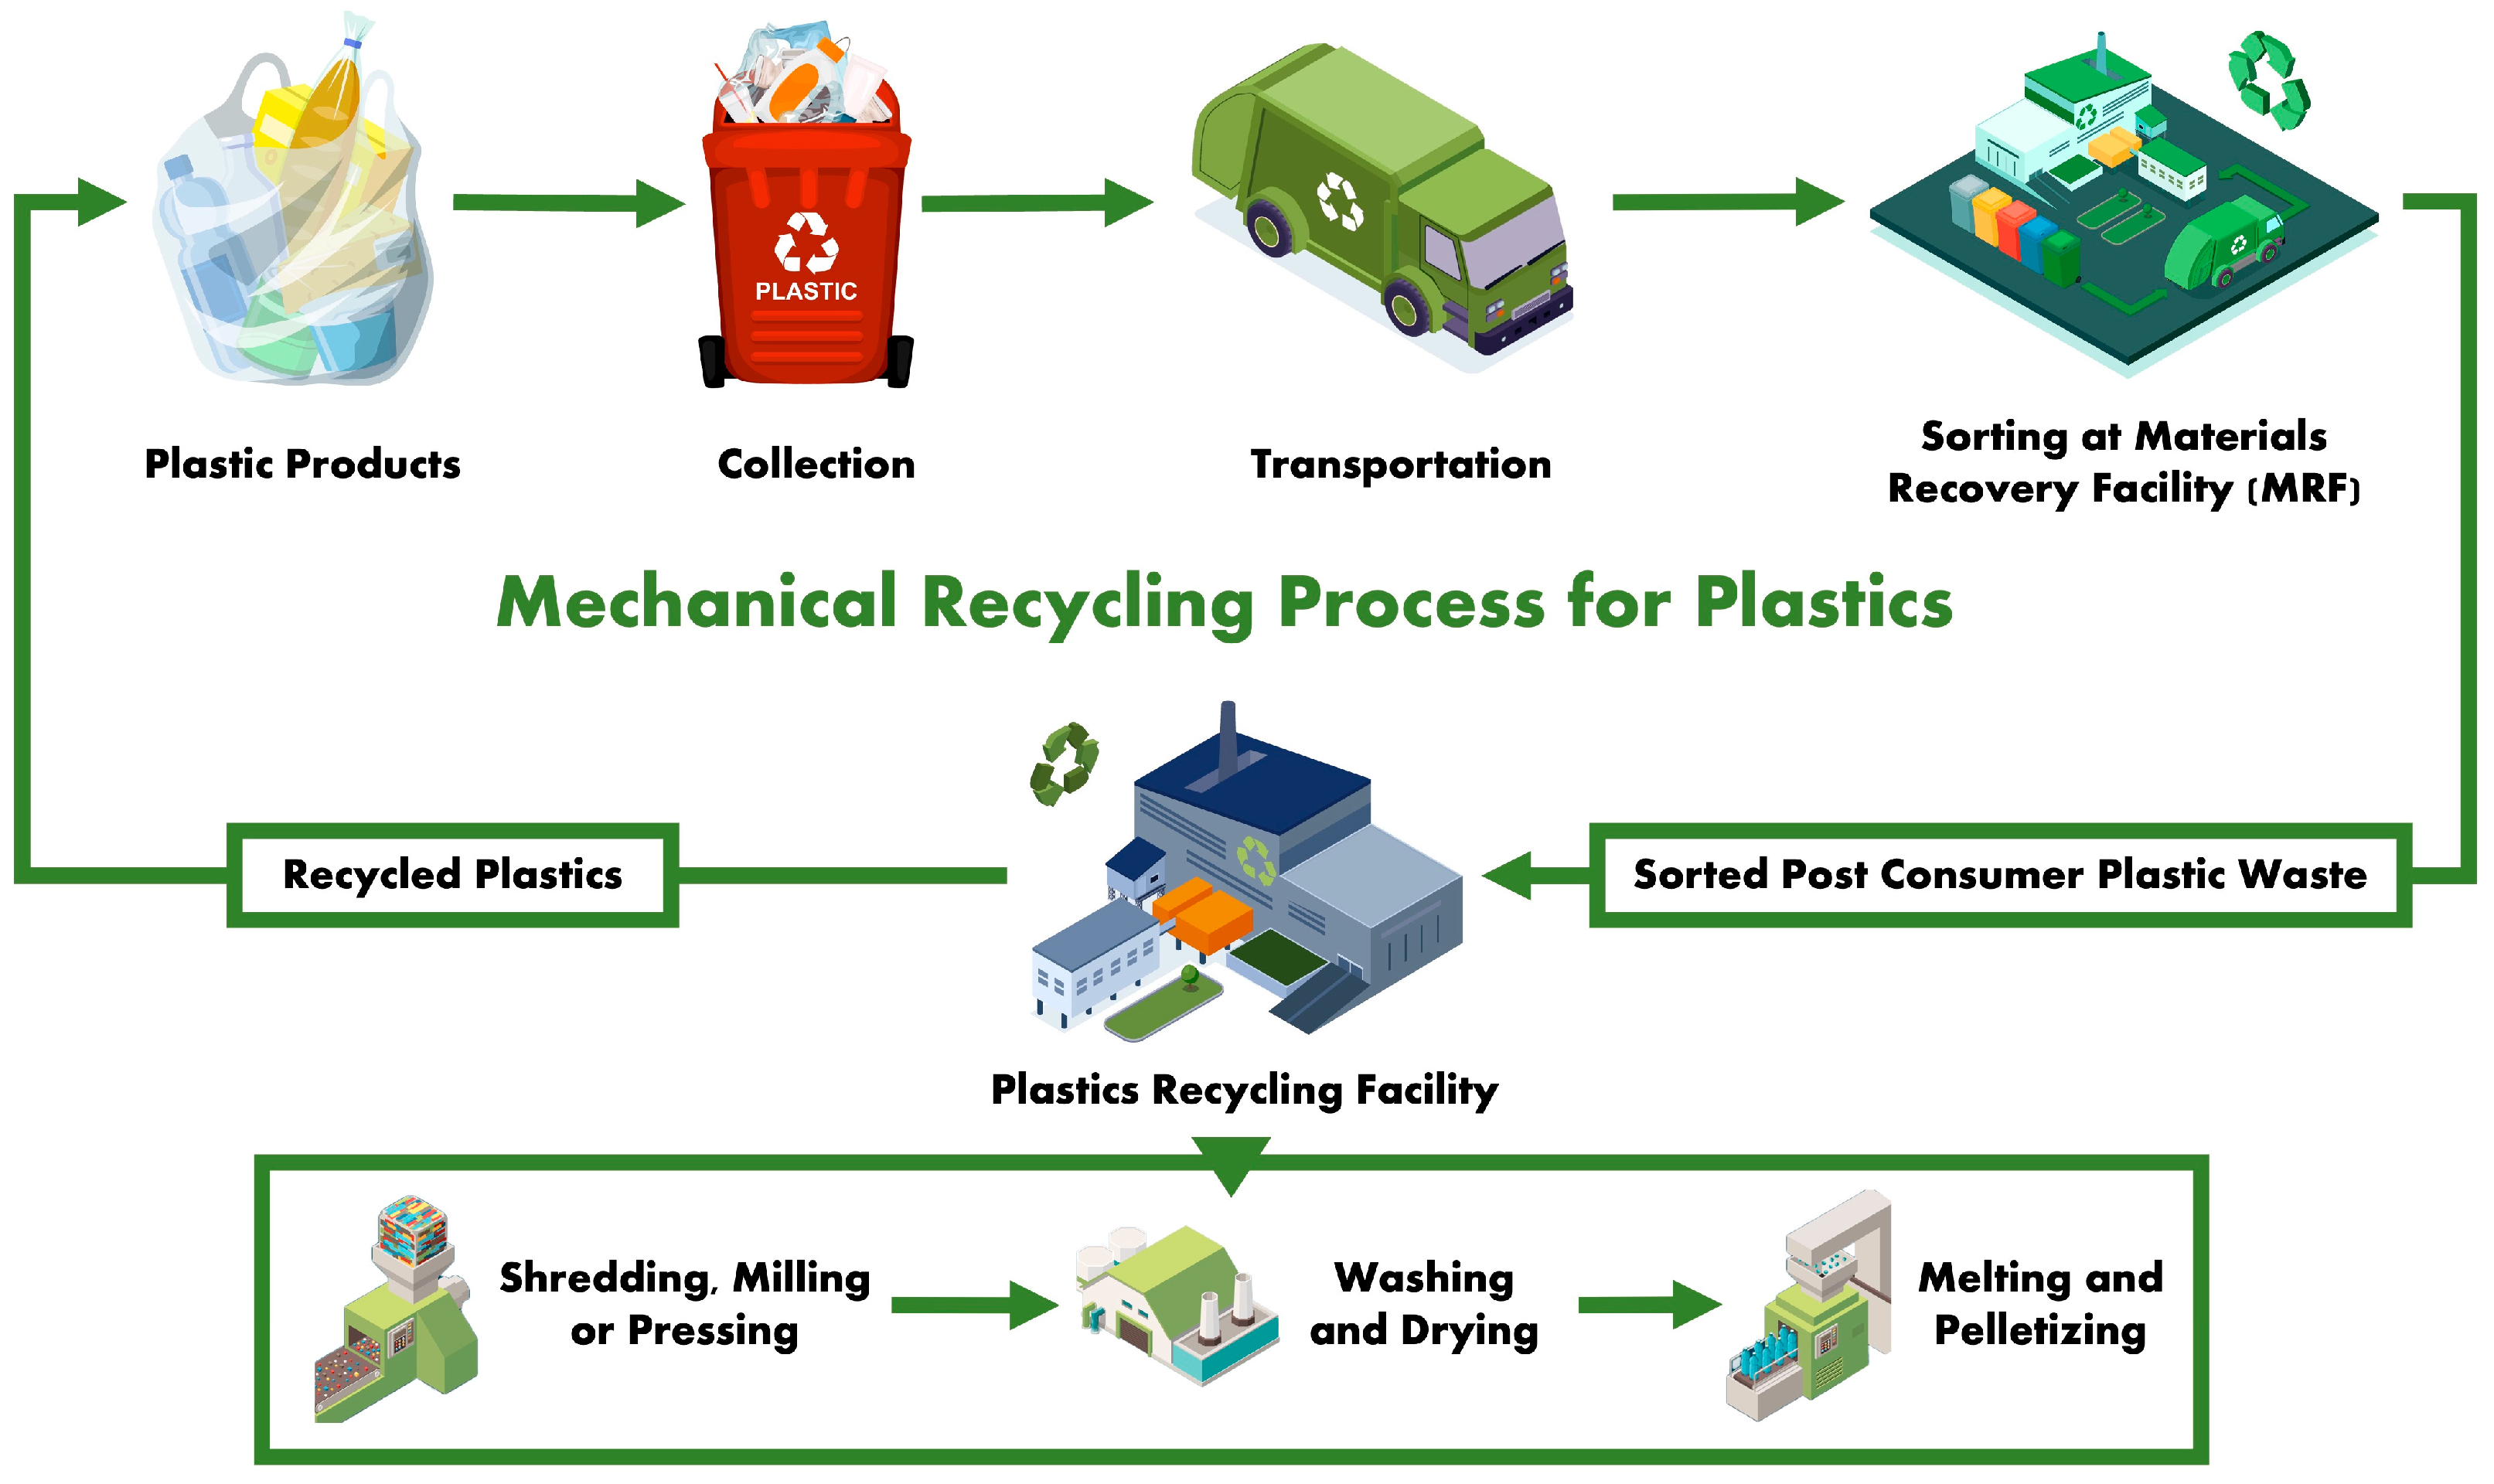 PLASTIC
Plastic Products
Collection
Transportation
Sorting at Materials
Recovery Facility (MRF)
Mechanical Recycling Process for Plastics
Recycled Plastics
Sorted Post Consumer Plastic Waste
Plastics Recycling Facility
Shredding, Milling
or Pressing
Washing
and Drying
Melting and
Pelletizing